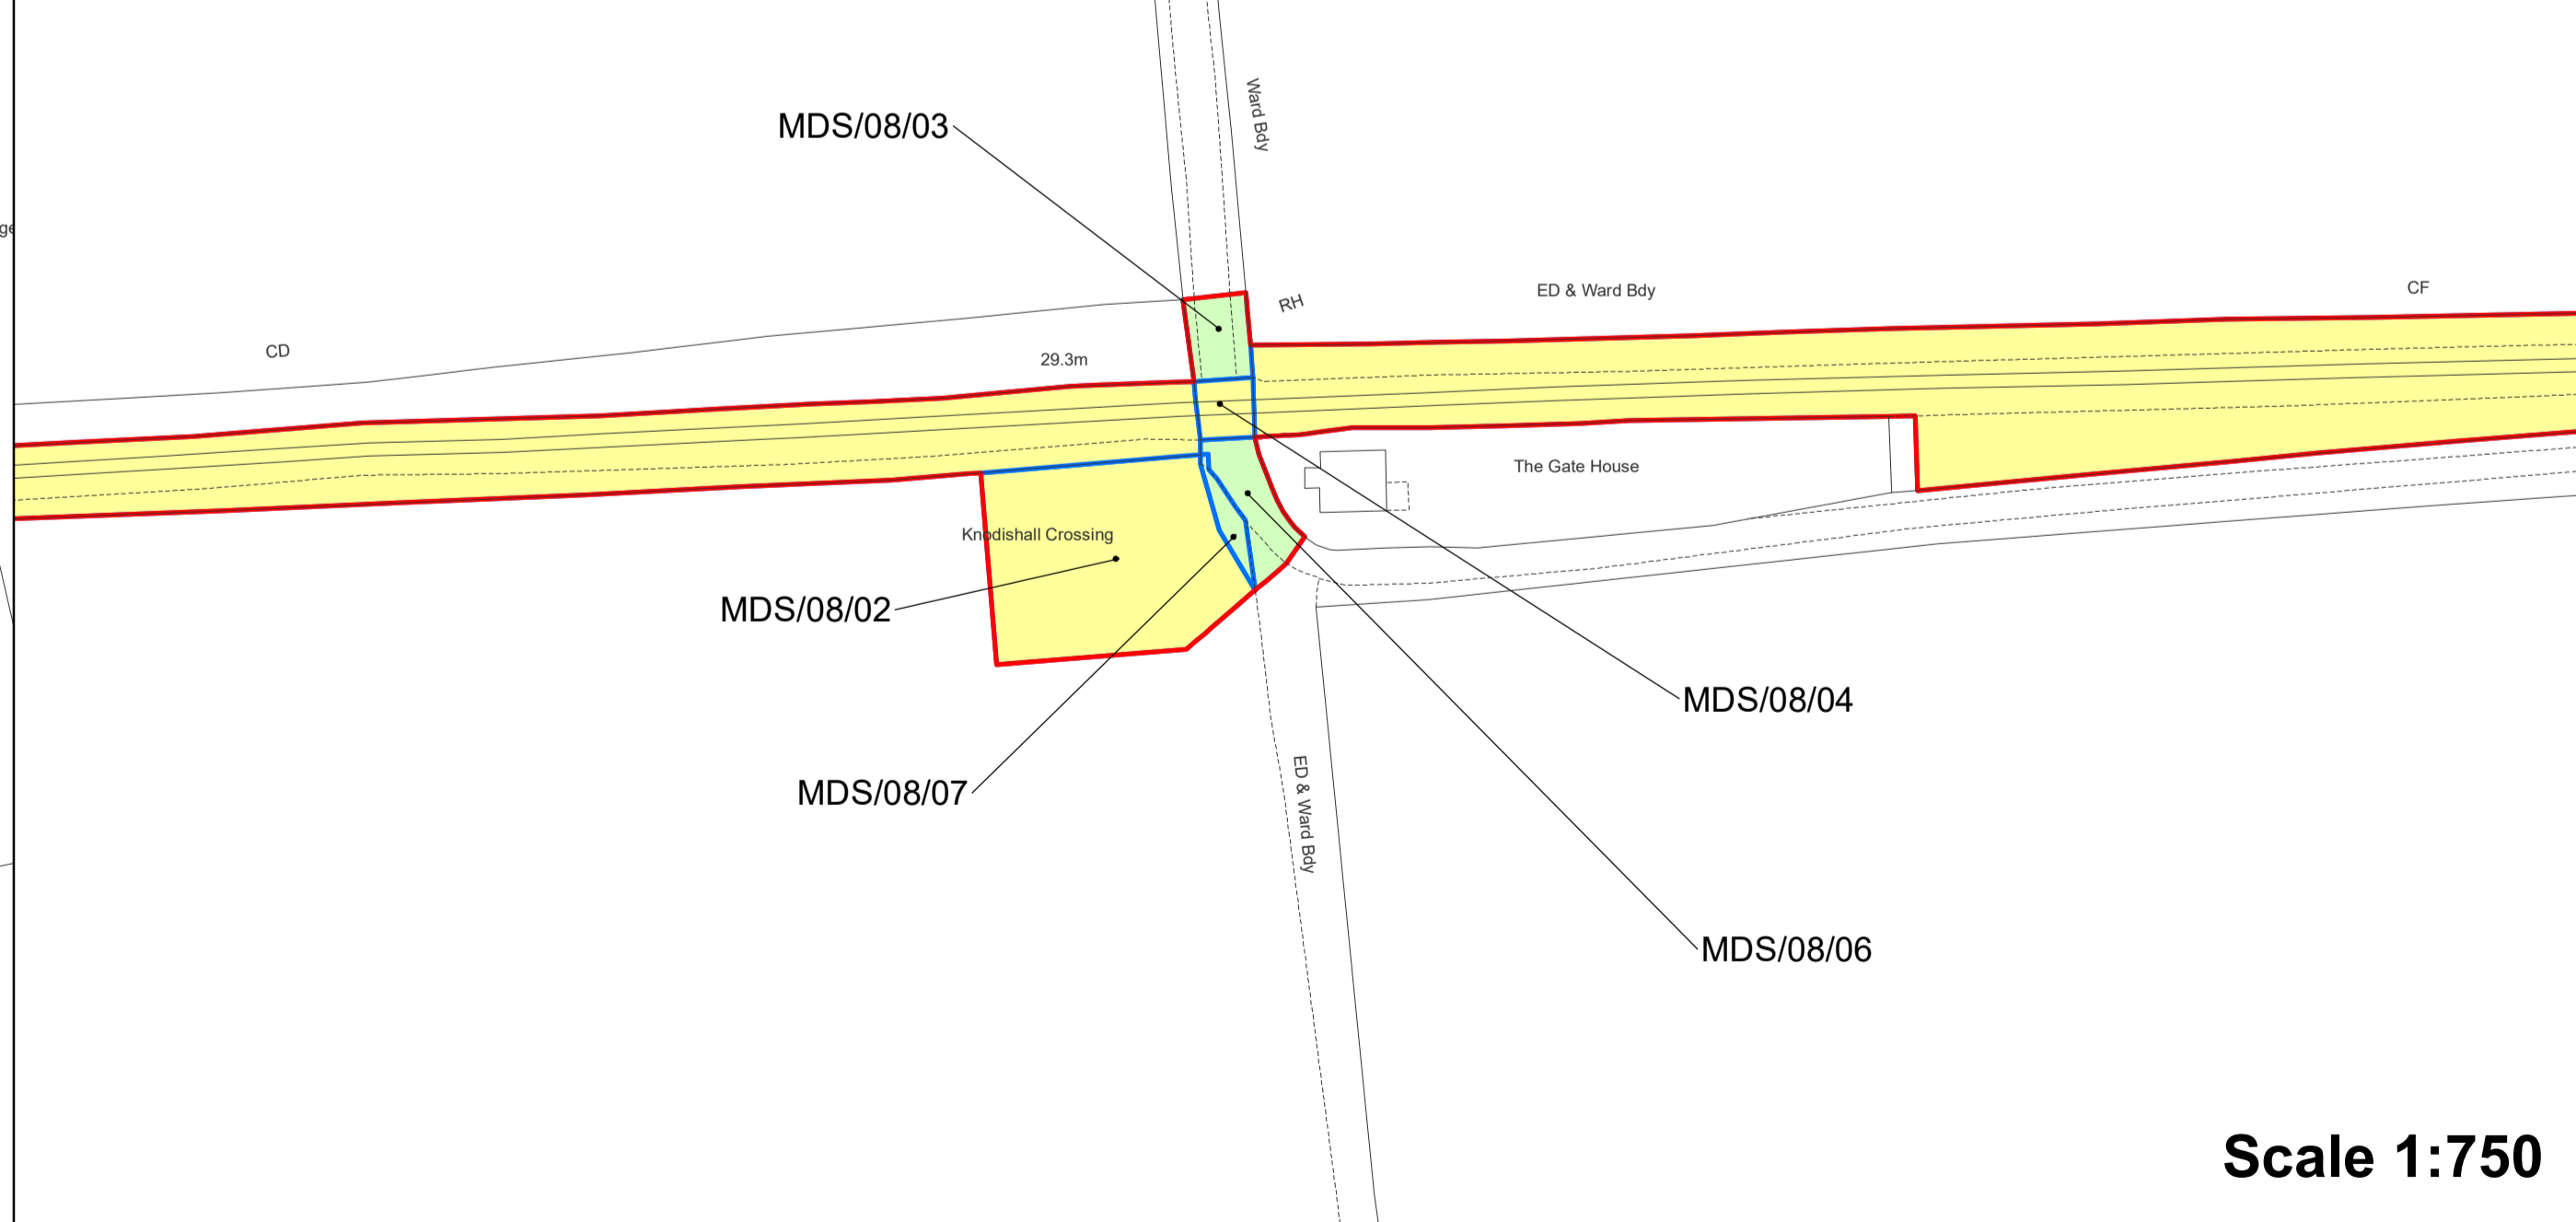 Ward Bdy
MDS/08/03
ge
RH
ED & Ward Bdy
CF
CD
29.3m
The Gate House
Knodishall Crossing
MDS/08/02
MDS/08/04
MDS/08/07
ED & Ward Bdy
MDS/08/06
Scale 1:750